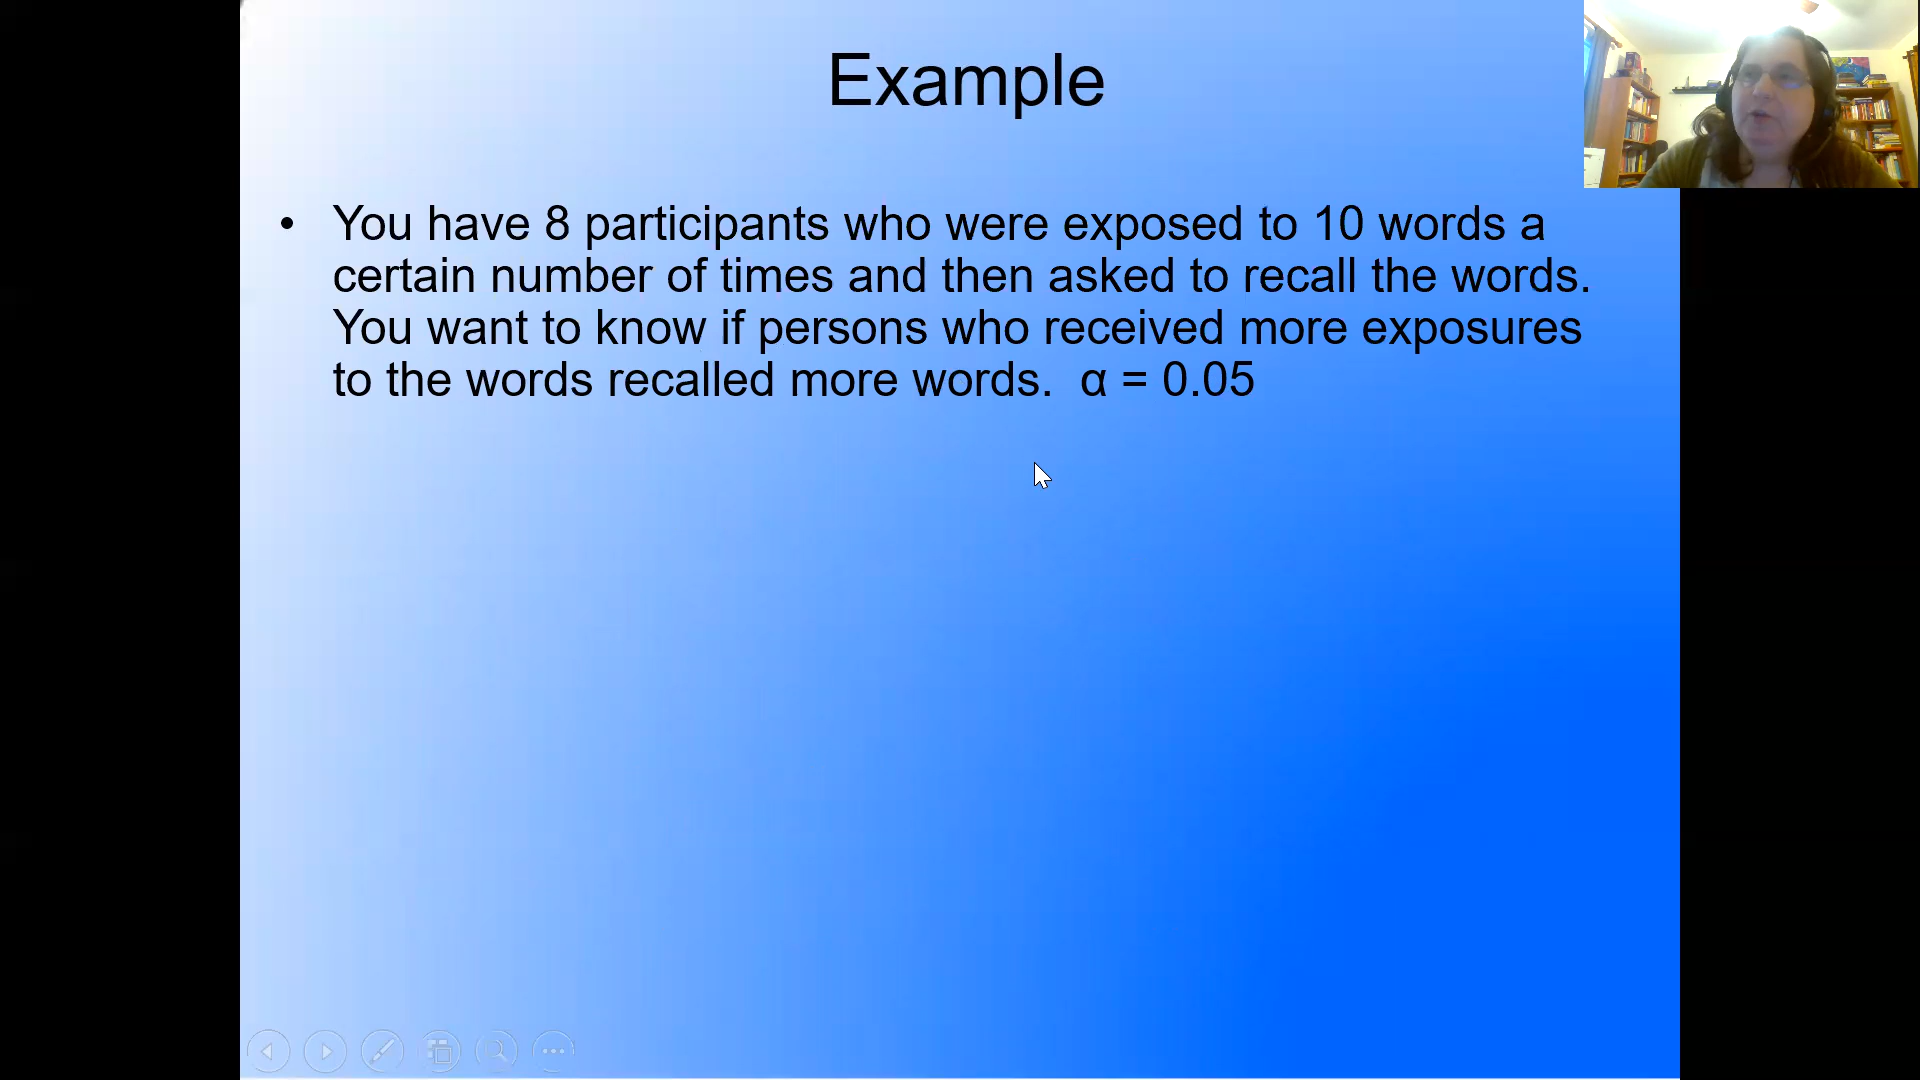 Example
• You have 8 participants who were exposed to 10 words a
certain number of times and then asked to recall the words.
You want to know if persons who received more exposures
to the words recalled more words.  α = 0.05